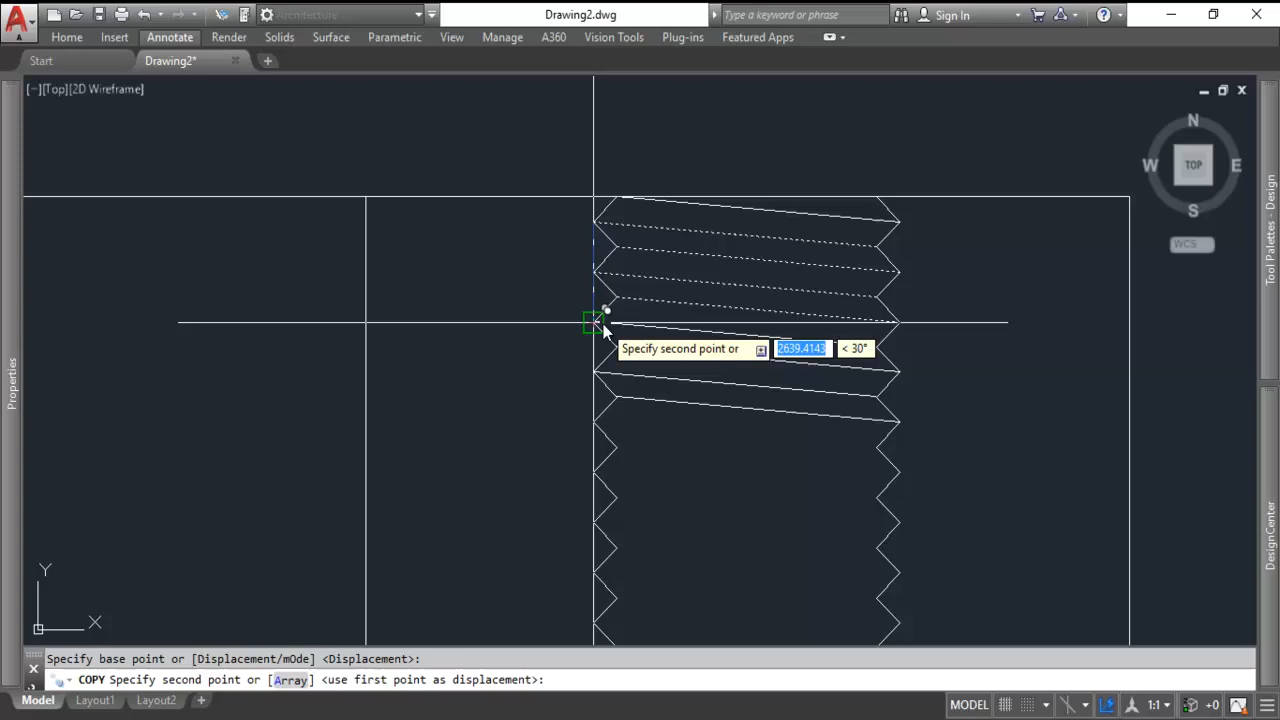 A
Architecture
Drawing2.dwg
Type a keyword or phrase
Sign In
?
Home
Insert
Annotate
Render
Solids
Surface
Parametric
View
Manage
A360
Vision Tools
Plug-ins
Featured Apps
Start
Drawing2*
[−][Top][2D Wireframe]
N
W
TOP
E
S
WCS
Tool Palettes - Design
Properties
DesignCenter
Specify second point or
2639.4143
< 30°
Y
X
Specify base point or [Displacement/mOde] <Displacement>:
COPY Specify second point or [Array] <use first point as displacement>:
Model
Layout1
Layout2
MODEL
1:1
+0